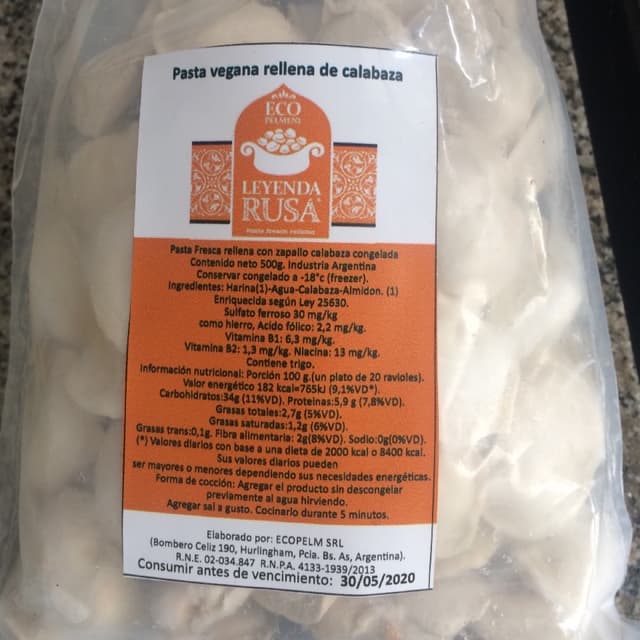 Pasta vegana rellena de calabaza
ECO
PELMENI
LEYENDA
RUSA
Pasta fresca rellena
Pasta Fresca rellena con zapallo calabaza congelada
Contenido neto 500g. Industria Argentina
Conservar congelado a -18°c (freezer).
Ingredientes: Harina(1)-Agua-Calabaza-Almidon. (1)
Enriquecida según Ley 25630.
Sulfato ferroso 30 mg/kg
como hierro, Acido fólico: 2,2 mg/kg.
Vitamina B1: 6,3 mg/kg.
Vitamina B2: 1,3 mg/kg. Niacina: 13 mg/kg.
Contiene trigo.
Información nutricional: Porción 100 g.(un plato de 20 ravioles).
Valor energético 182 kcal=765kJ (9,1%VD*).
Carbohidratos:34g (11%VD). Proteinas:5,9 g (7,8%VD).
Grasas totales:2,7g (5%VD).
Grasas saturadas:1,2g (6%VD).
Grasas trans:0,1g. Fibra alimentaria: 2g(8%VD). Sodio:0g(0%VD).
(*) Valores diarios con base a una dieta de 2000 kcal o 8400 kcal.
Sus valores diarios pueden
ser mayores o menores dependiendo sus necesidades energéticas.
Forma de cocción: Agregar el producto sin descongelar
previamente al agua hirviendo.
Agregar sal a gusto. Cocinarlo durante 5 minutos.
Elaborado por: ECOPELM SRL
(Bombero Celiz 190, Hurlingham, Pcia. Bs. As, Argentina).
R.N.E. 02-034.847 R.N.P.A. 4133-1939/2013
Consumir antes de vencimiento: 30/05/2020